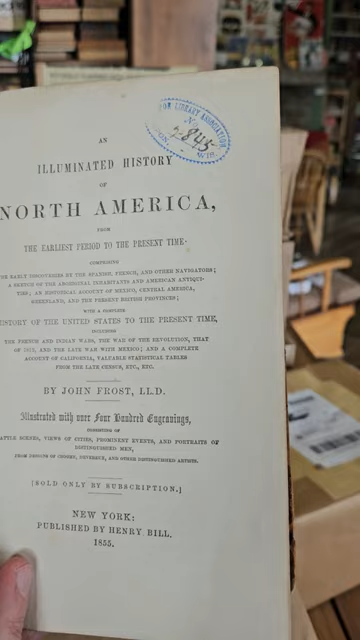 ON LIBRARY ASSOCIATION
No.
7-845
ON WIS.
AN
ILLUMINATED HISTORY
OF
NORTH AMERICA,
FROM
THE EARLIEST PERIOD TO THE PRESENT TIME.
COMPRISING
THE EARLY DISCOVERIES BY THE SPANISH, FRENCH, AND OTHER NAVIGATORS;
A SKETCH OF THE ABORIGINAL INHABITANTS AND AMERICAN ANTIQUI-
TIES; AN HISTORICAL ACCOUNT OF MEXICO, CENTRAL AMERICA,
GREENLAND, AND THE PRESENT BRITISH PROVINCES;
WITH A COMPLETE
HISTORY OF THE UNITED STATES TO THE PRESENT TIME,
INCLUDING
THE FRENCH AND INDIAN WARS, THE WAR OF THE REVOLUTION, THAT
OF 1812, AND THE LATE WAR WITH MEXICO; AND A COMPLETE
ACCOUNT OF CALIFORNIA, VALUABLE STATISTICAL TABLES
FROM THE LATE CENSUS, ETC., ETC.
BY JOHN FROST, LL.D.
Illustrated with over Four Hundred Engravings,
CONSISTING OF
BATTLE SCENES, VIEWS OF CITIES, PROMINENT EVENTS, AND PORTRAITS OF
DISTINGUISHED MEN,
FROM DESIGNS OF CROOME, DEVEREUX, AND OTHER DISTINGUISHED ARTISTS.
[SOLD ONLY BY SUBSCRIPTION.]
NEW YORK:
PUBLISHED BY HENRY BILL.
1855.